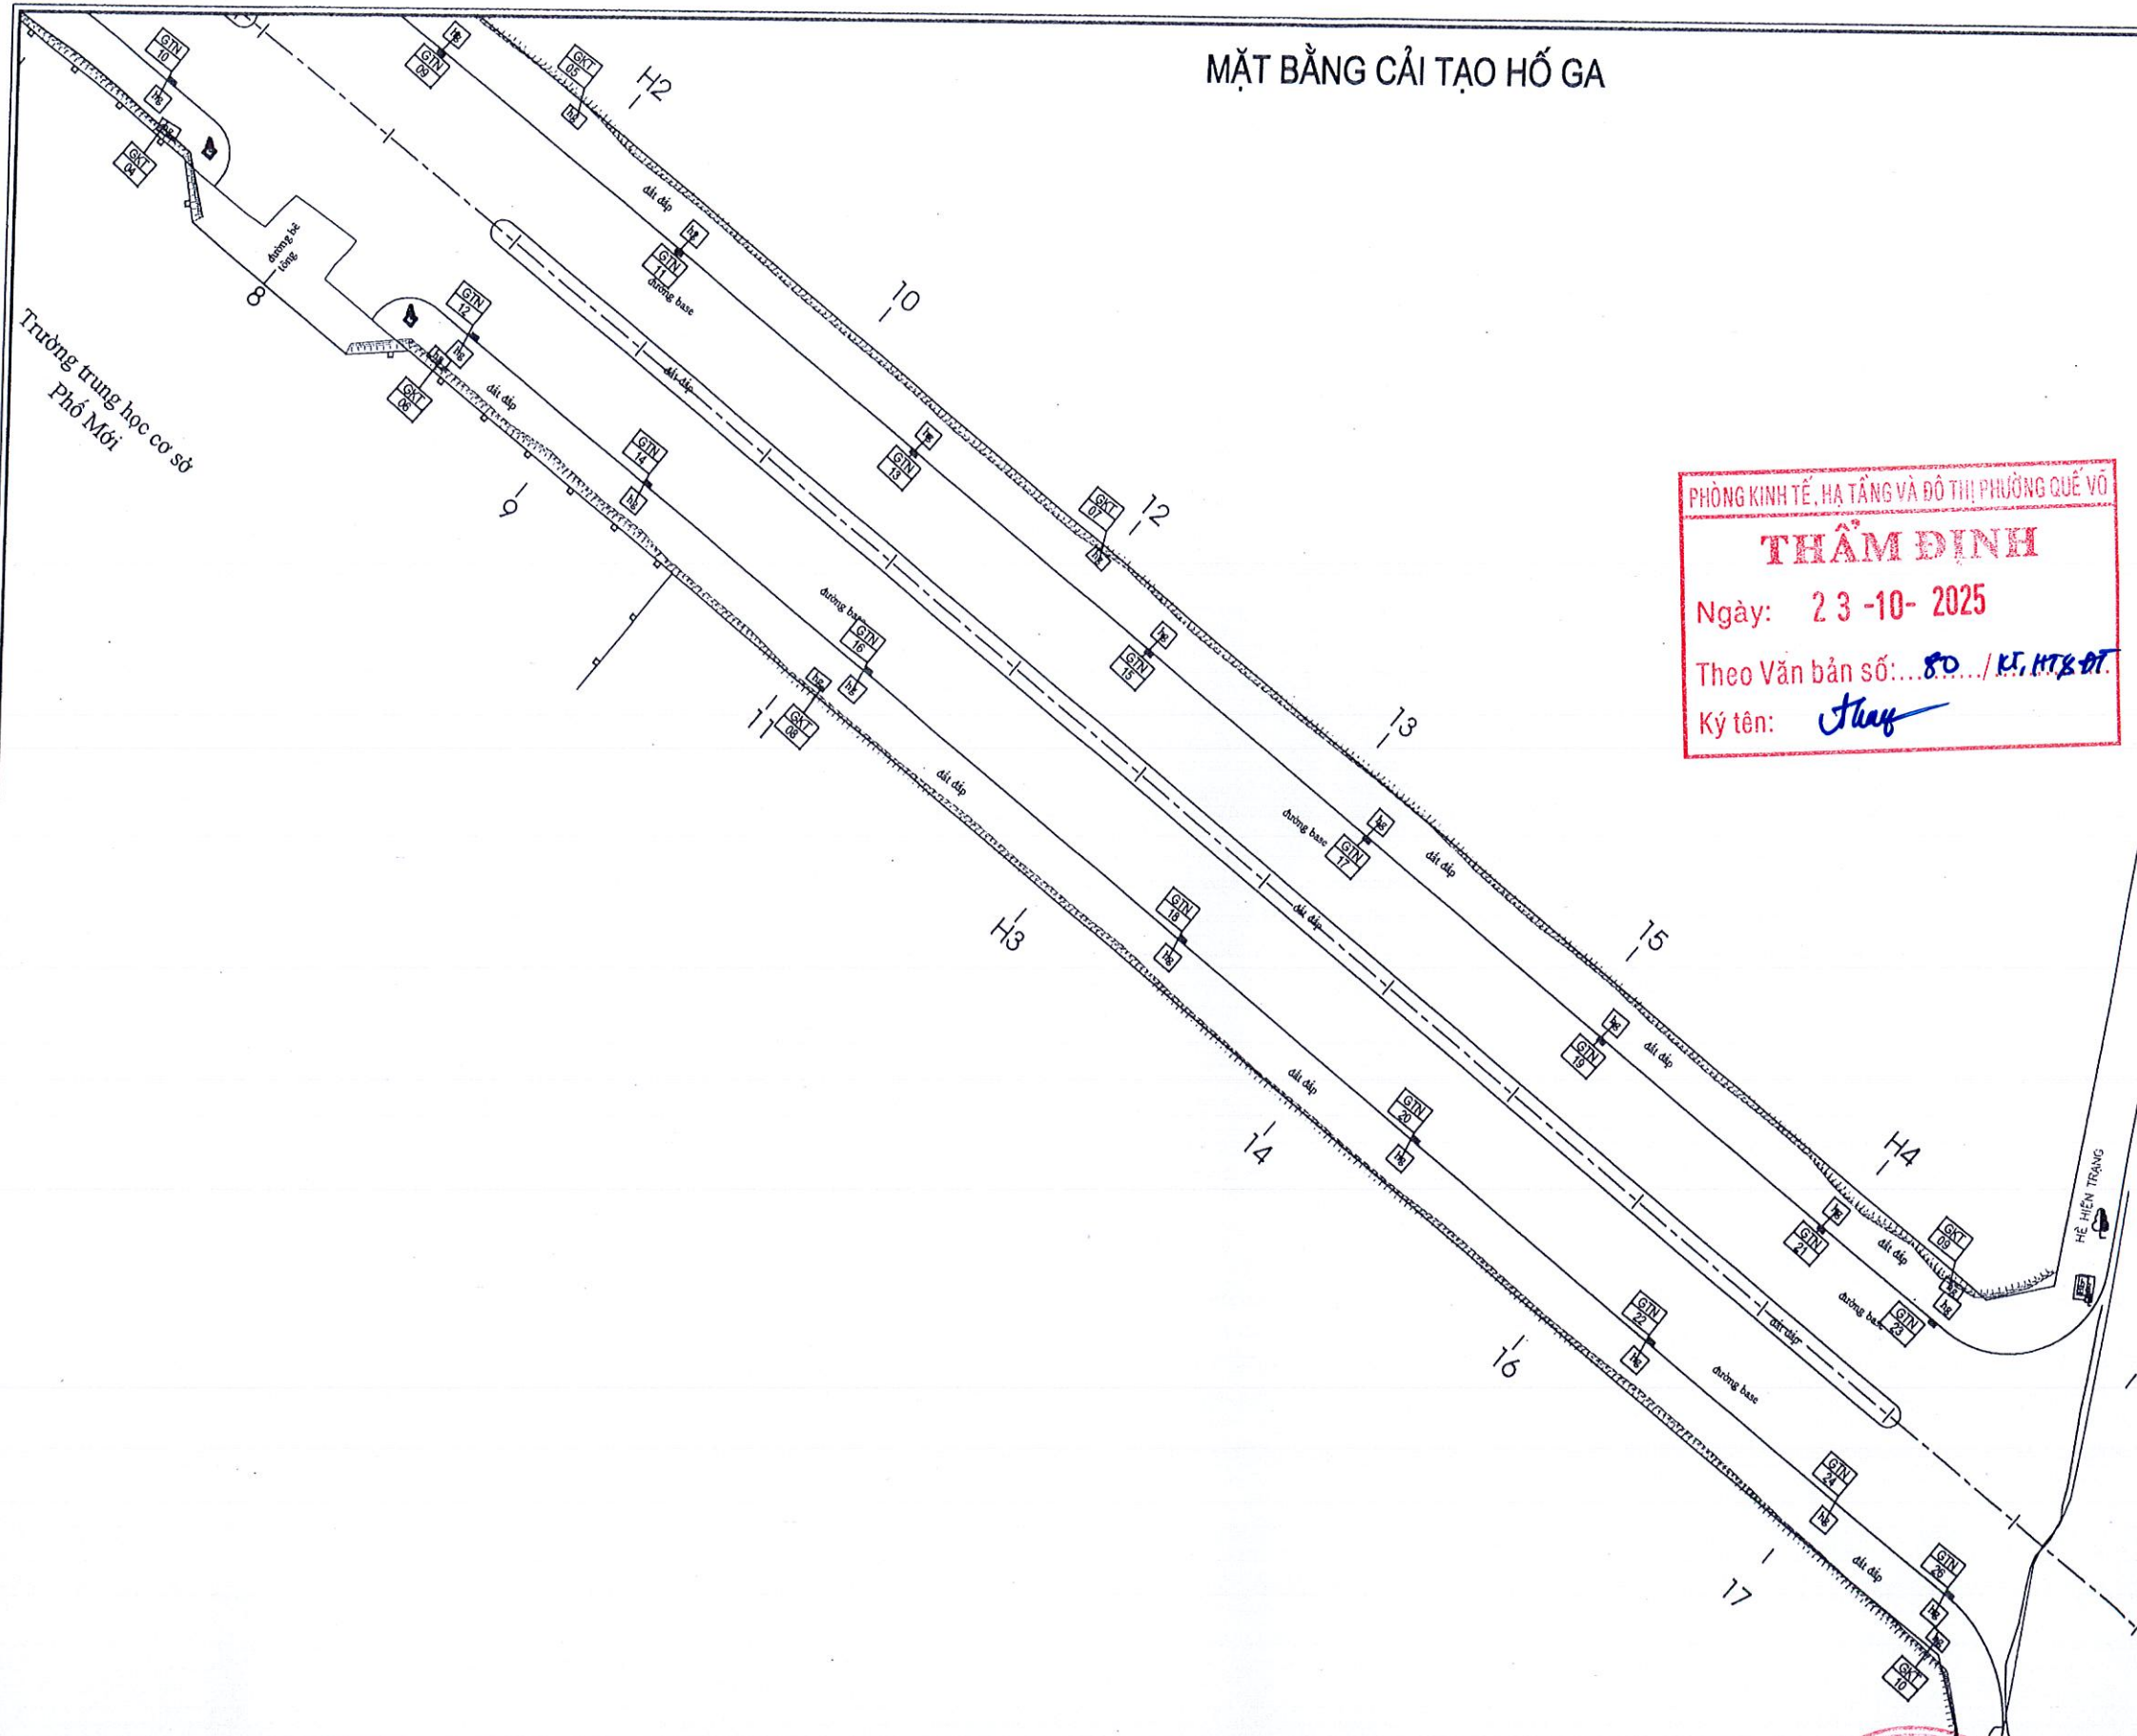 MẶT BẰNG CẢI TẠO HỐ GA
GTN
10
hg
hg
GKT
04
hg
GTN
09
GKT
05
hg
H2
đất đắp
đường bê
tông
8
Trường trung học cơ sở
Phố Mới
hg
GTN
11
đường base
10
GTN
12
hg
hg
GKT
06
đất đắp
đất đắp
GTN
14
hg
9
hg
GTN
13
GKT
07
hg
12
PHÒNG KINH TẾ, HẠ TẦNG VÀ ĐÔ THỊ PHƯỜNG QUẾ VÕ
THẨM ĐỊNH
Ngày: 23-10-2025
Theo Văn bản số:...80.../KT, HT&ĐT.
Ký tên:
đường base
GTN
16
hg
hg
GKT
08
11
hg
GTN
15
13
đất đắp
đường base
hg
GTN
17
đất đắp
GTN
18
hg
H3
đất đắp
15
hg
GTN
19
đất đắp
đất đắp
GTN
20
hg
14
H4
HÈ HIỆN TRẠNG
hg
GTN
21
đất đắp
GKT
09
hg
hg
đường base
GTN
23
GTN
22
hg
đất đắp
16
đường base
GTN
24
hg
17
đất đắp
GTN
26
hg
hg
GKT
10